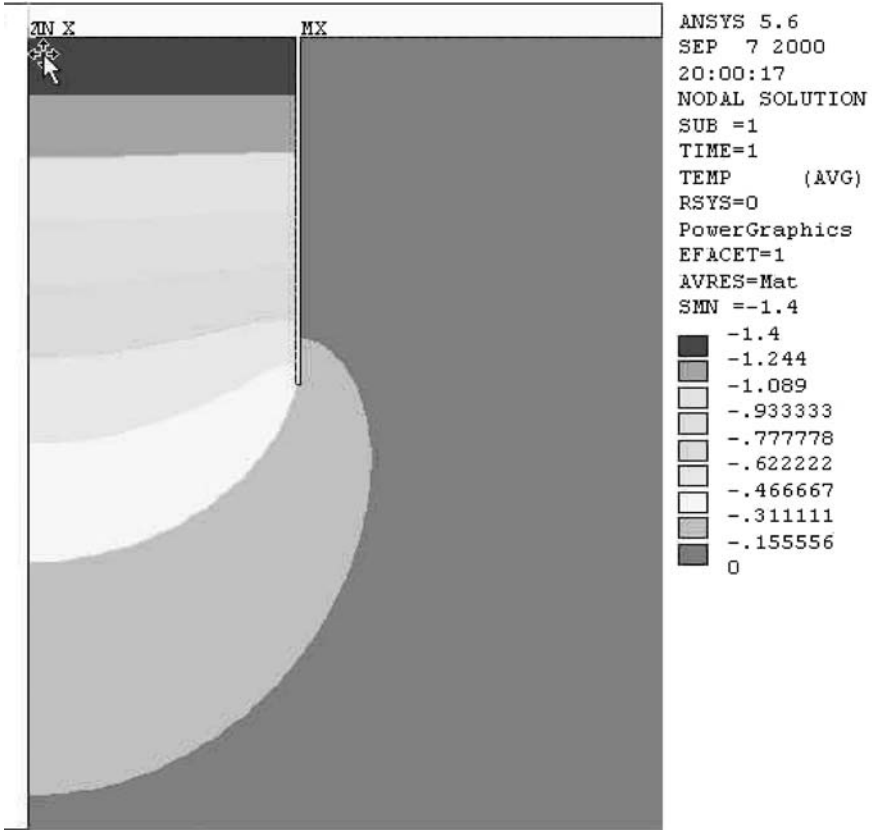 MX
ANSYS 5.6
SEP 7 2000
20:00:17
NODAL SOLUTION
SUB =1
TIME=1
TEMP (AVG)
RSYS=0
PowerGraphics
EFACET=1
AVRES=Mat
SMN =-1.4
-1.4
-1.244
-1.089
-.933333
-.777778
-.622222
-.466667
-.311111
-.155556
0